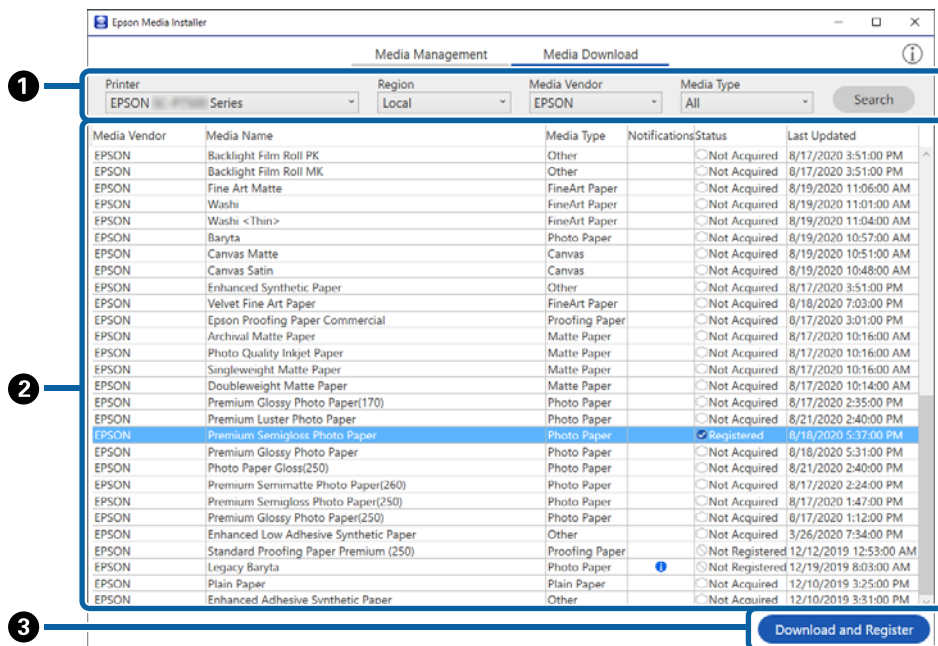 Epson Media Installer
Media Management Media Download
1
Printer Region Media Vendor Media Type
EPSON Series Local EPSON All Search
2
Media Vendor Media Name Media Type Notifications Status Last Updated
EPSON Backlight Film Roll PK Other Not Acquired 8/17/2020 3:51:00 PM
EPSON Backlight Film Roll MK Other Not Acquired 8/17/2020 3:51:00 PM
EPSON Fine Art Matte FineArt Paper Not Acquired 8/19/2020 11:06:00 AM
EPSON Washi FineArt Paper Not Acquired 8/19/2020 11:01:00 AM
EPSON Washi <Thin> FineArt Paper Not Acquired 8/19/2020 11:04:00 AM
EPSON Baryta Photo Paper Not Acquired 8/19/2020 10:57:00 AM
EPSON Canvas Matte Canvas Not Acquired 8/19/2020 10:51:00 AM
EPSON Canvas Satin Canvas Not Acquired 8/19/2020 10:48:00 AM
EPSON Enhanced Synthetic Paper Other Not Acquired 8/17/2020 3:51:00 PM
EPSON Velvet Fine Art Paper FineArt Paper Not Acquired 8/18/2020 7:03:00 PM
EPSON Epson Proofing Paper Commercial Proofing Paper Not Acquired 8/17/2020 3:01:00 PM
EPSON Archival Matte Paper Matte Paper Not Acquired 8/17/2020 10:16:00 AM
EPSON Photo Quality Inkjet Paper Matte Paper Not Acquired 8/17/2020 10:16:00 AM
EPSON Singleweight Matte Paper Matte Paper Not Acquired 8/17/2020 10:16:00 AM
EPSON Doubleweight Matte Paper Matte Paper Not Acquired 8/17/2020 10:14:00 AM
EPSON Premium Glossy Photo Paper(170) Photo Paper Not Acquired 8/17/2020 2:35:00 PM
EPSON Premium Luster Photo Paper Photo Paper Not Acquired 8/21/2020 2:40:00 PM
EPSON Premium Semigloss Photo Paper Photo Paper Registered 8/18/2020 5:37:00 PM
EPSON Premium Glossy Photo Paper Photo Paper Not Acquired 8/18/2020 5:31:00 PM
EPSON Photo Paper Gloss(250) Photo Paper Not Acquired 8/21/2020 2:40:00 PM
EPSON Premium Semimatte Photo Paper(260) Photo Paper Not Acquired 8/17/2020 2:24:00 PM
EPSON Premium Semigloss Photo Paper(250) Photo Paper Not Acquired 8/17/2020 1:47:00 PM
EPSON Premium Glossy Photo Paper(250) Photo Paper Not Acquired 8/17/2020 1:12:00 PM
EPSON Enhanced Low Adhesive Synthetic Paper Other Not Acquired 3/26/2020 7:34:00 PM
EPSON Standard Proofing Paper Premium (250) Proofing Paper Not Registered 12/12/2019 12:53:00 AM
EPSON Legacy Baryta Photo Paper Not Registered 12/19/2019 8:03:00 AM
EPSON Plain Paper Plain Paper Not Acquired 12/10/2019 3:25:00 PM
EPSON Enhanced Adhesive Synthetic Paper Other Not Acquired 12/10/2019 3:31:00 PM
3
Download and Register